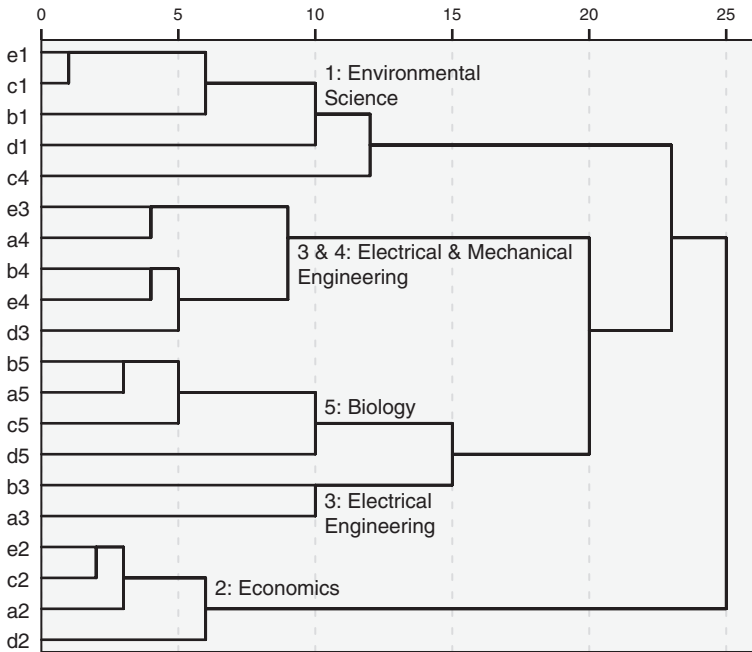 0 5 10 15 20 25
e1
1: Environmental
c1
Science
b1
d1
c4
e3
a4
3 & 4: Electrical & Mechanical
b4
Engineering
e4
d3
b5
a5
5: Biology
c5
d5
b3
3: Electrical
a3
Engineering
e2
c2
2: Economics
a2
d2